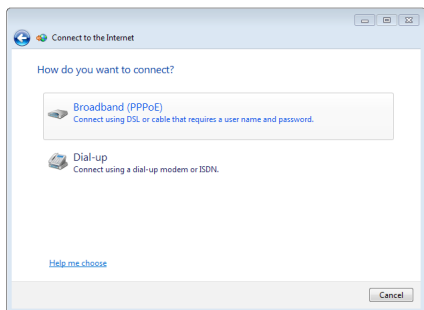 Connect to the Internet
How do you want to connect?
Broadband (PPPoE)
Connect using DSL or cable that requires a user name and password.
Dial-up
Connect using a dial-up modem or ISDN.
Help me choose
Cancel